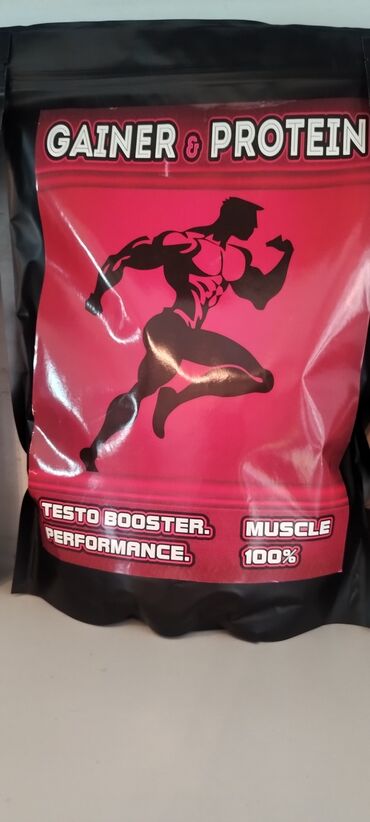 GAINER & PROTEIN
TESTO BOOSTER.
PERFORMANCE.
MUSCLE
100%